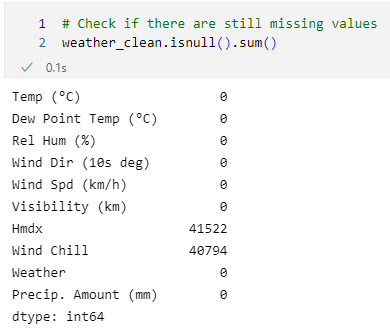 1 # Check if there are still missing values
2 weather_clean.isnull().sum()
✓ 0.1s
Temp (°C) 0
Dew Point Temp (°C) 0
Rel Hum (%) 0
Wind Dir (10s deg) 0
Wind Spd (km/h) 0
Visibility (km) 0
Hmdx 41522
Wind Chill 40794
Weather 0
Precip. Amount (mm) 0
dtype: int64